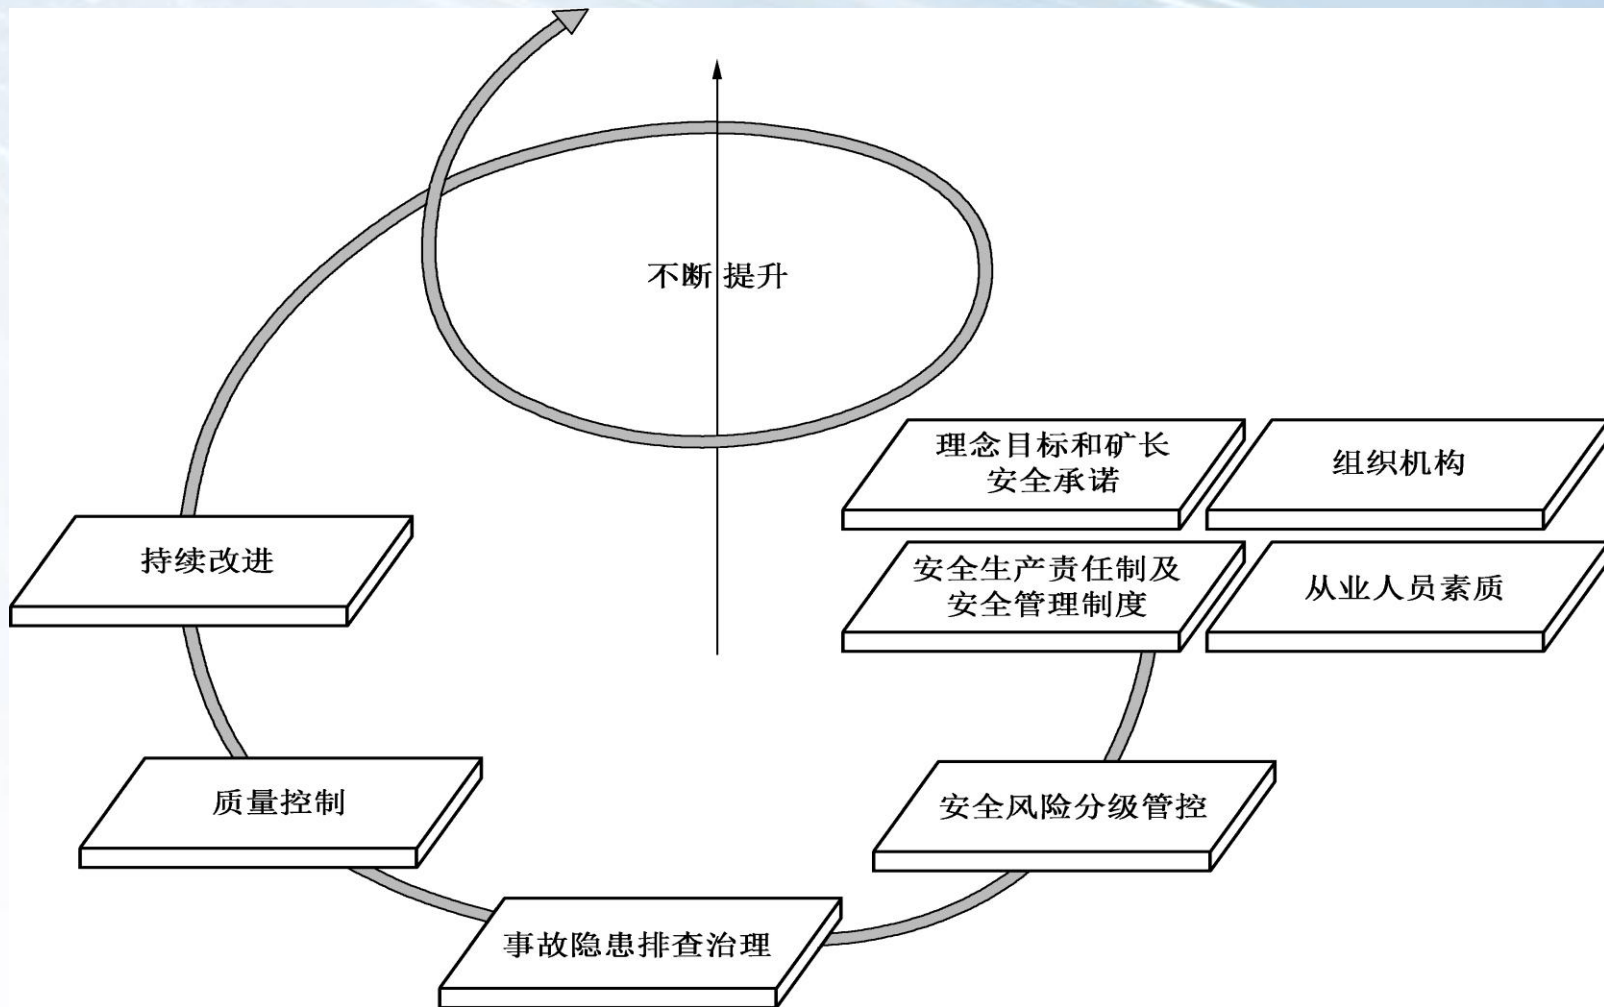 不断提升
理念目标和矿长
安全承诺
组织机构
安全生产责任制及
安全管理制度
从业人员素质
持续改进
质量控制
安全风险分级管控
事故隐患排查治理